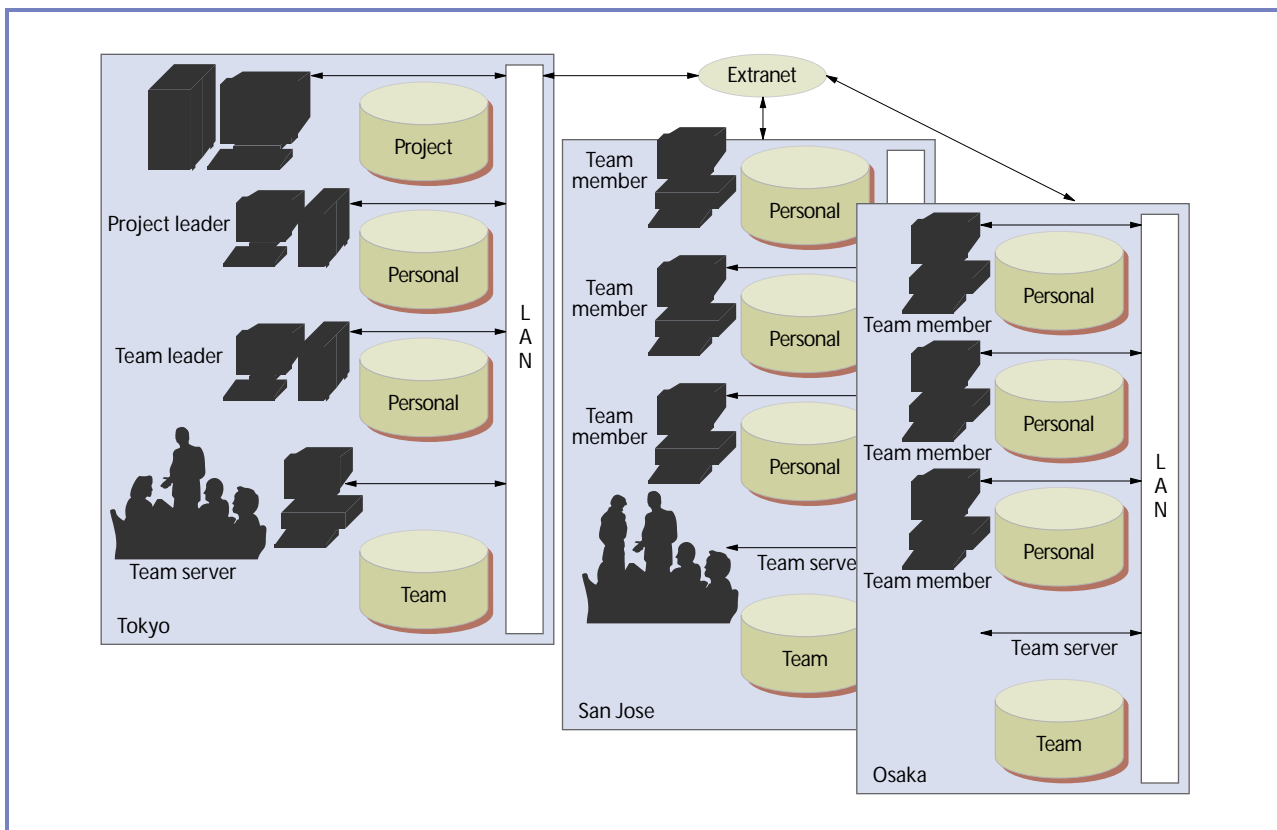 Extranet
Project
Project leader
Personal
Team leader
Personal
Team server
Team
Tokyo
L
A
N
Team
member
Personal
Team
member
Personal
Team
member
Personal
Team serve
Team
San Jose
Personal
Team member
Personal
Team member
Personal
Team member
Team server
Team
Osaka
L
A
N